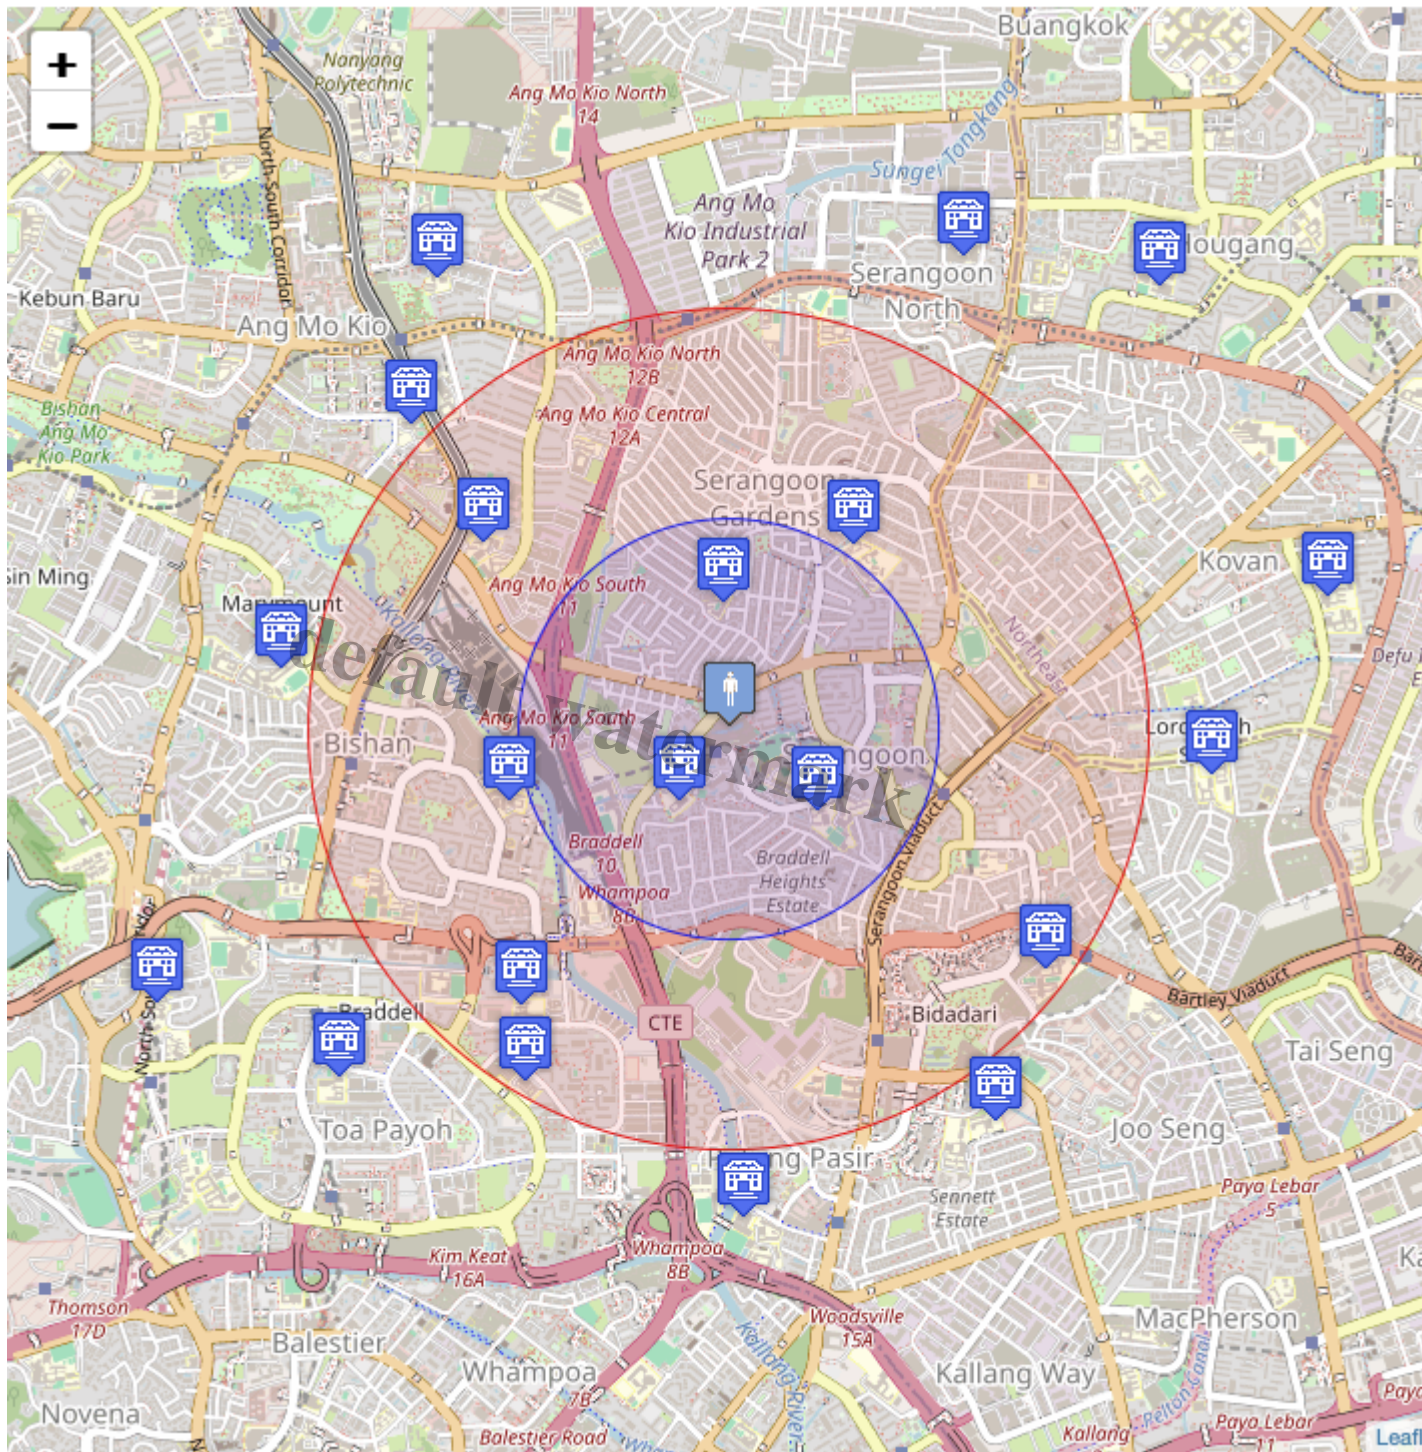 Buangkok
+
−
Nanyang
Polytechnic
Ang Mo Kio North
14
North-South Corridor
Sungei Tongkang
Ang Mo
Kio Industrial
Park 2
Hougang
Serangoon
North
Kebun Baru
Ang Mo Kio
Ang Mo Kio North
12B
Ang Mo Kio Central
12A
Bishan
Ang Mo
Kio Park
Serangoon
Gardens
Kovan
Ang Mo Kio South
11
Marymount
Kallang River
Northeast
default watermark
Ang Mo Kio South
11
Bishan
Serangoon
Braddell
10
Braddell
Heights
Estate
Whampoa
8B
Serangoon Viaduct
Bartley Viaduct
CTE
Braddell
Bidadari
Tai Seng
Toa Payoh
Joo Seng
Sennett
Estate
Paya Lebar
5
Kim Keat
16A
Whampoa
8B
Thomson
17D
Woodsville
15A
MacPherson
Balestier
Whampoa
Kallang River
Kallang Way
Pelton Canal
7B
Novena
Balestier Road
Kallang
Paya Lebar
11
Leafl